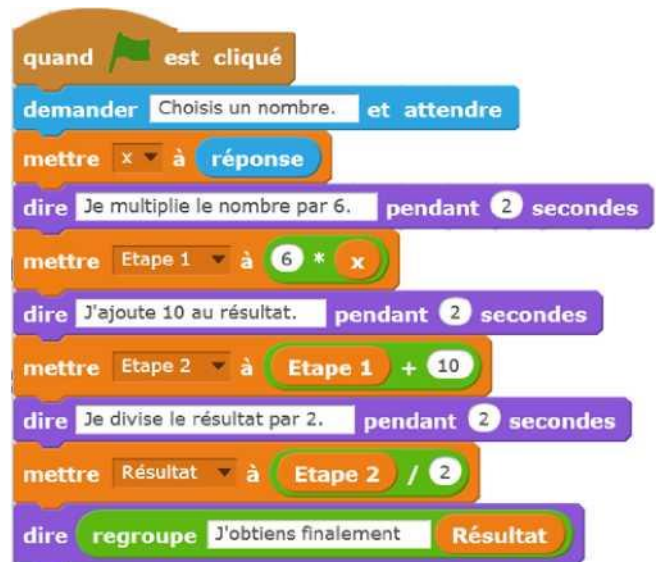 quand est cliqué
demander Choisis un nombre. et attendre
mettre x à réponse
dire Je multiplie le nombre par 6. pendant 2 secondes
mettre Etape 1 à 6 * x
dire J'ajoute 10 au résultat. pendant 2 secondes
mettre Etape 2 à Etape 1 + 10
dire Je divise le résultat par 2. pendant 2 secondes
mettre Résultat à Etape 2 / 2
dire regroupe J'obtiens finalement Résultat